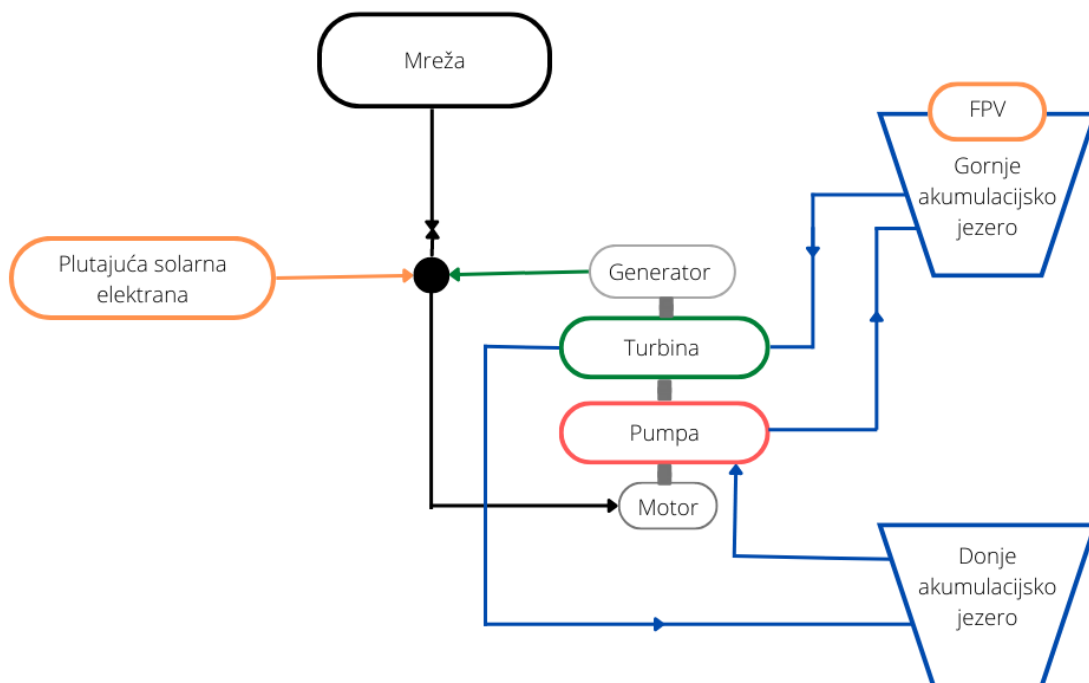 Mreža
FPV
Gornje
akumulacijsko
jezero
Plutajuća solarna
elektrana
Generator
Turbina
Pumpa
Motor
Donje
akumulacijsko
jezero